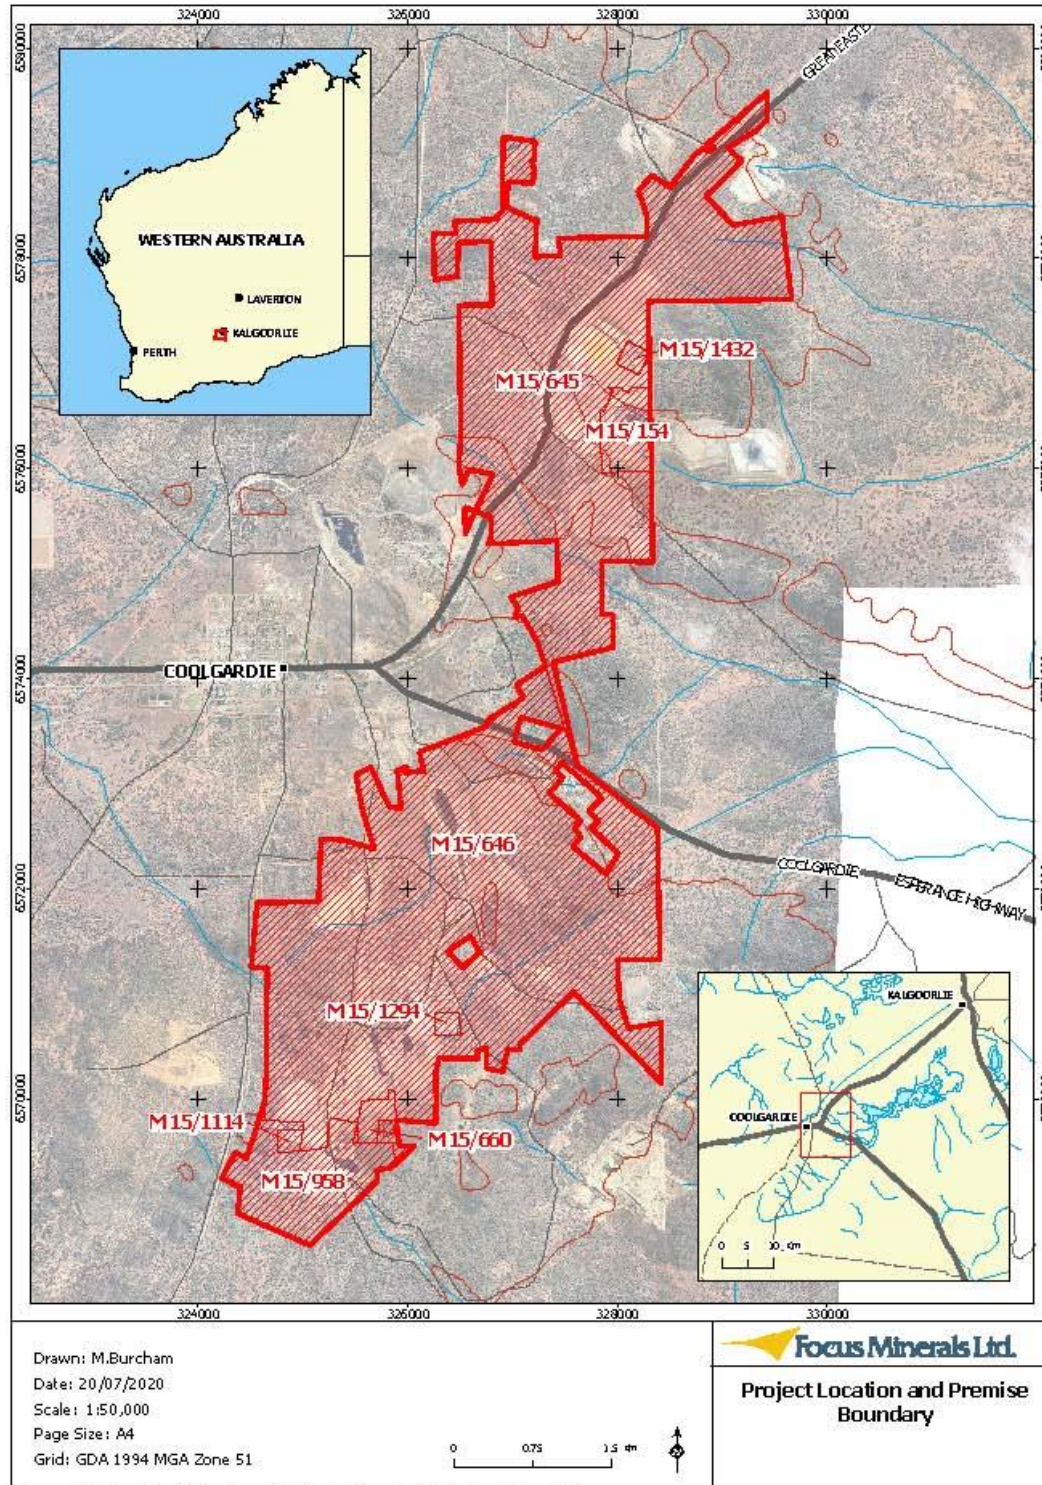 324000 326000 328000 330000
GREAT EASTE
WESTERN AUSTRALIA
LAVERTON
KALGOORLIE
PERTH
6578000
M15/1432
M15/645
M15/154
6576000
COOLGARDIE
6574000
M15/646
COOLGARDIE ESPERANCE HIGHWAY
6572000
KALGOORLIE
M15/1294
COOLGARDIE
6570000
M15/1114
M15/660
M15/958
0 5 10 Km
324000 326000 328000 330000
Drawn: M.Burcham
Date: 20/07/2020
Scale: 1:50,000
Page Size: A4
Grid: GDA 1994 MGA Zone 51
0 0.75 1.5 Km
Focus Minerals Ltd.
Project Location and Premise
Boundary